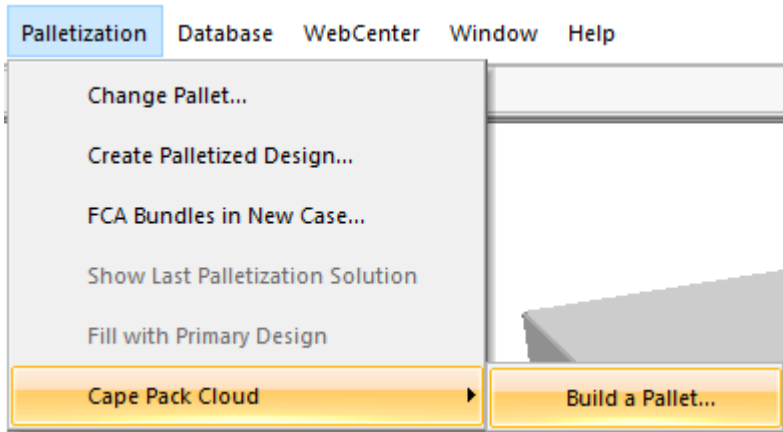 Palletization Database WebCenter Window Help
Change Pallet...
Create Palletized Design...
FCA Bundles in New Case...
Show Last Palletization Solution
Fill with Primary Design
Cape Pack Cloud
Build a Pallet...